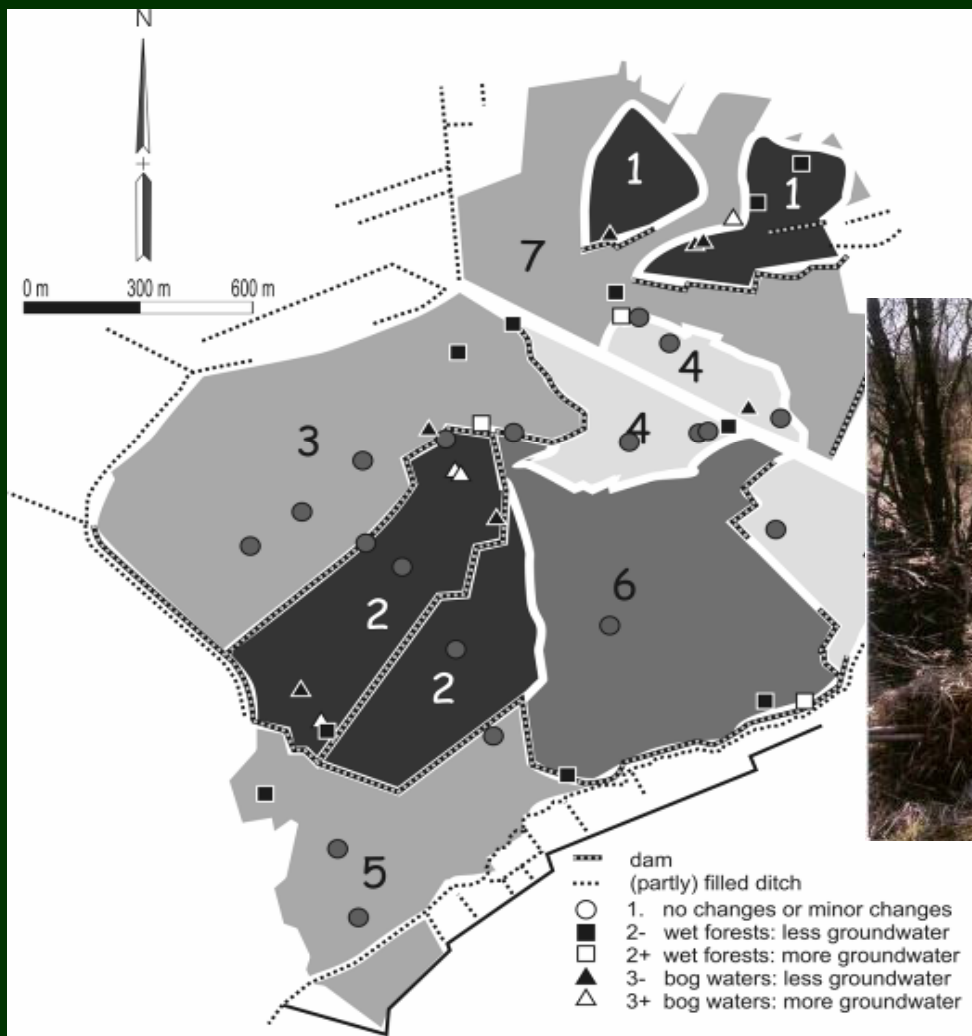 N
0 m 300 m 600 m
1
1
7
4
4
3
6
2
2
5
dam
(partly) filled ditch
1. no changes or minor changes
2- wet forests: less groundwater
2+ wet forests: more groundwater
3- bog waters: less groundwater
3+ bog waters: more groundwater